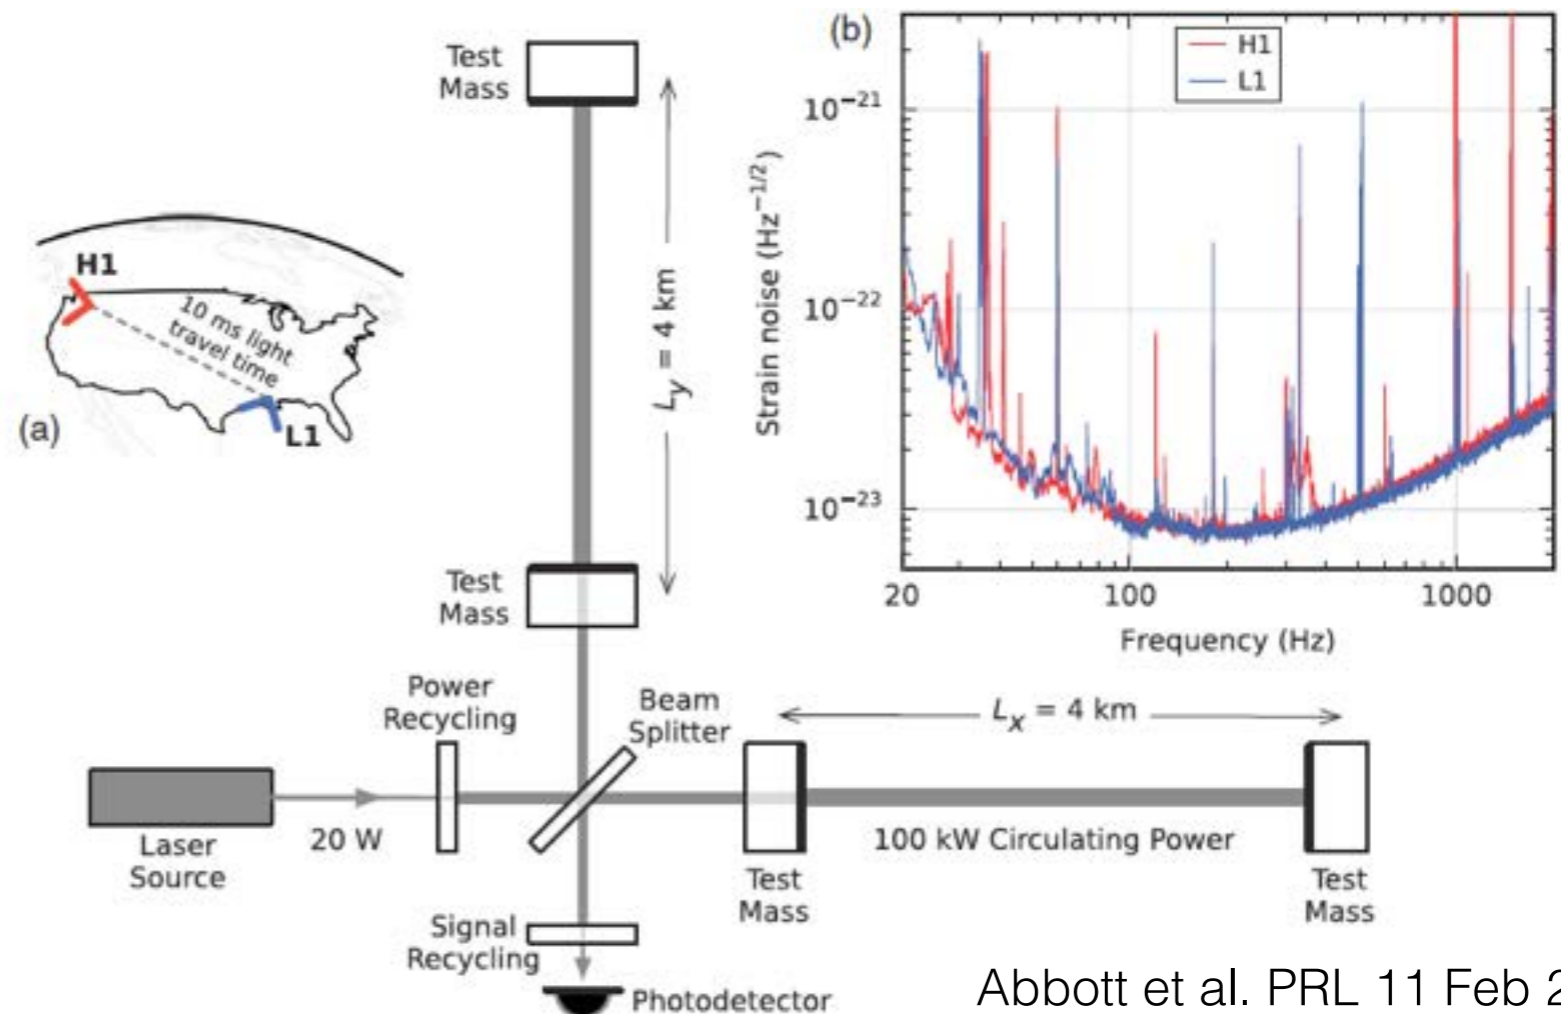 Test
Mass
(b)
H1
L1
10⁻²¹
10⁻²²
10⁻²³
Strain noise (Hz⁻¹/²)
20
100
1000
Frequency (Hz)
H1
10 ms light
travel time
(a)
L1
Ly = 4 km
Test
Mass
Power
Recycling
Beam
Splitter
Lx = 4 km
Laser
Source
20 W
100 kW Circulating Power
Test
Mass
Test
Mass
Signal
Recycling
Photodetector
Abbott et al. PRL 11 Feb